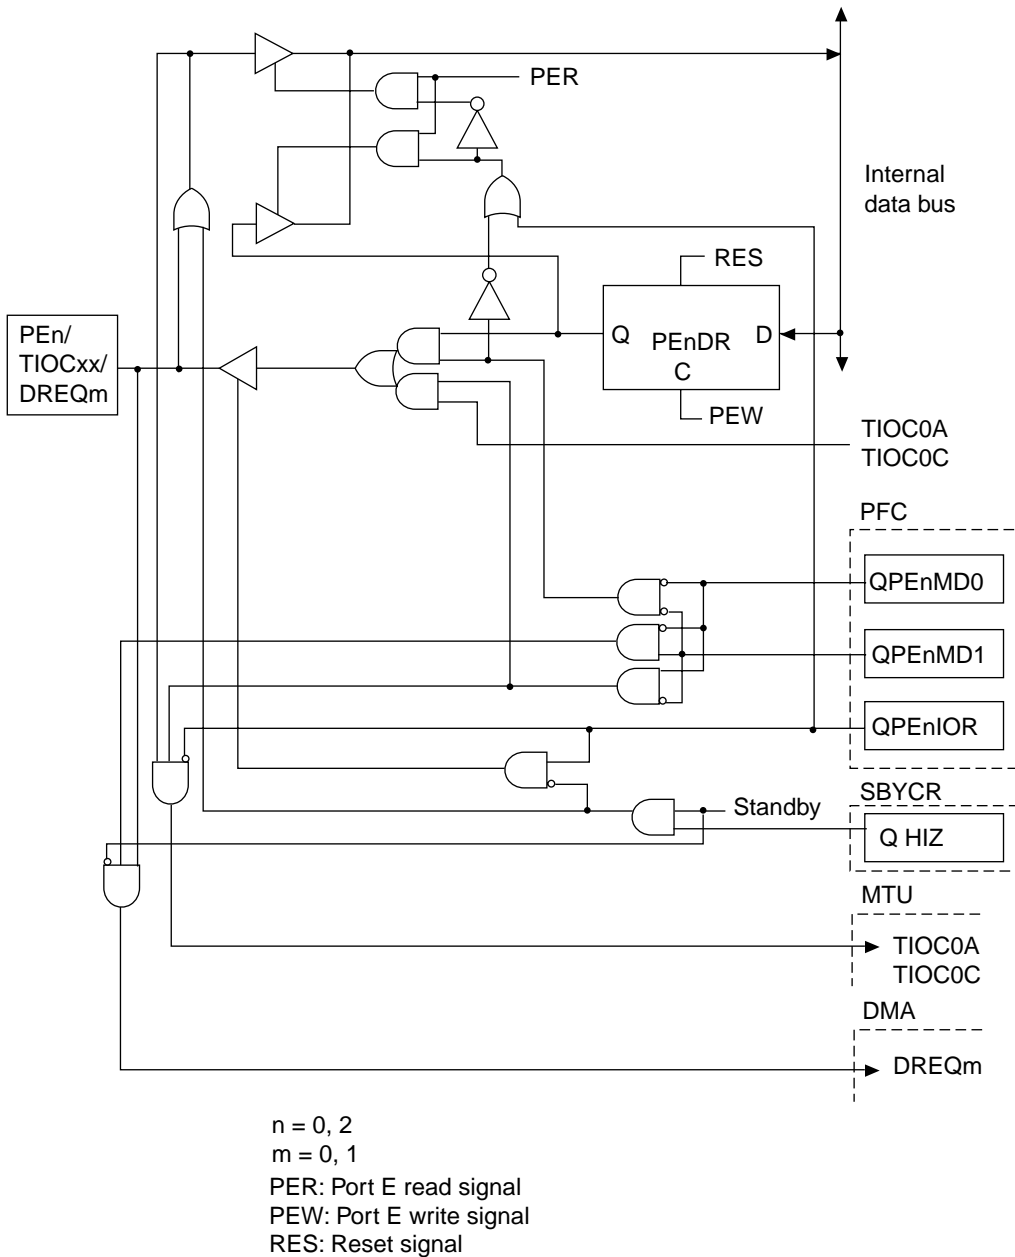 PER
Internal
data bus
RES
PEn/
TIOCxx/
DREQm
Q PEnDR D
C
PEW
TIOC0A
TIOC0C
PFC
QPEnMD0
QPEnMD1
QPEnIOR
SBYCR
Standby
Q HIZ
MTU
TIOC0A
TIOC0C
DMA
DREQm
n = 0, 2
m = 0, 1
PER: Port E read signal
PEW: Port E write signal
RES: Reset signal